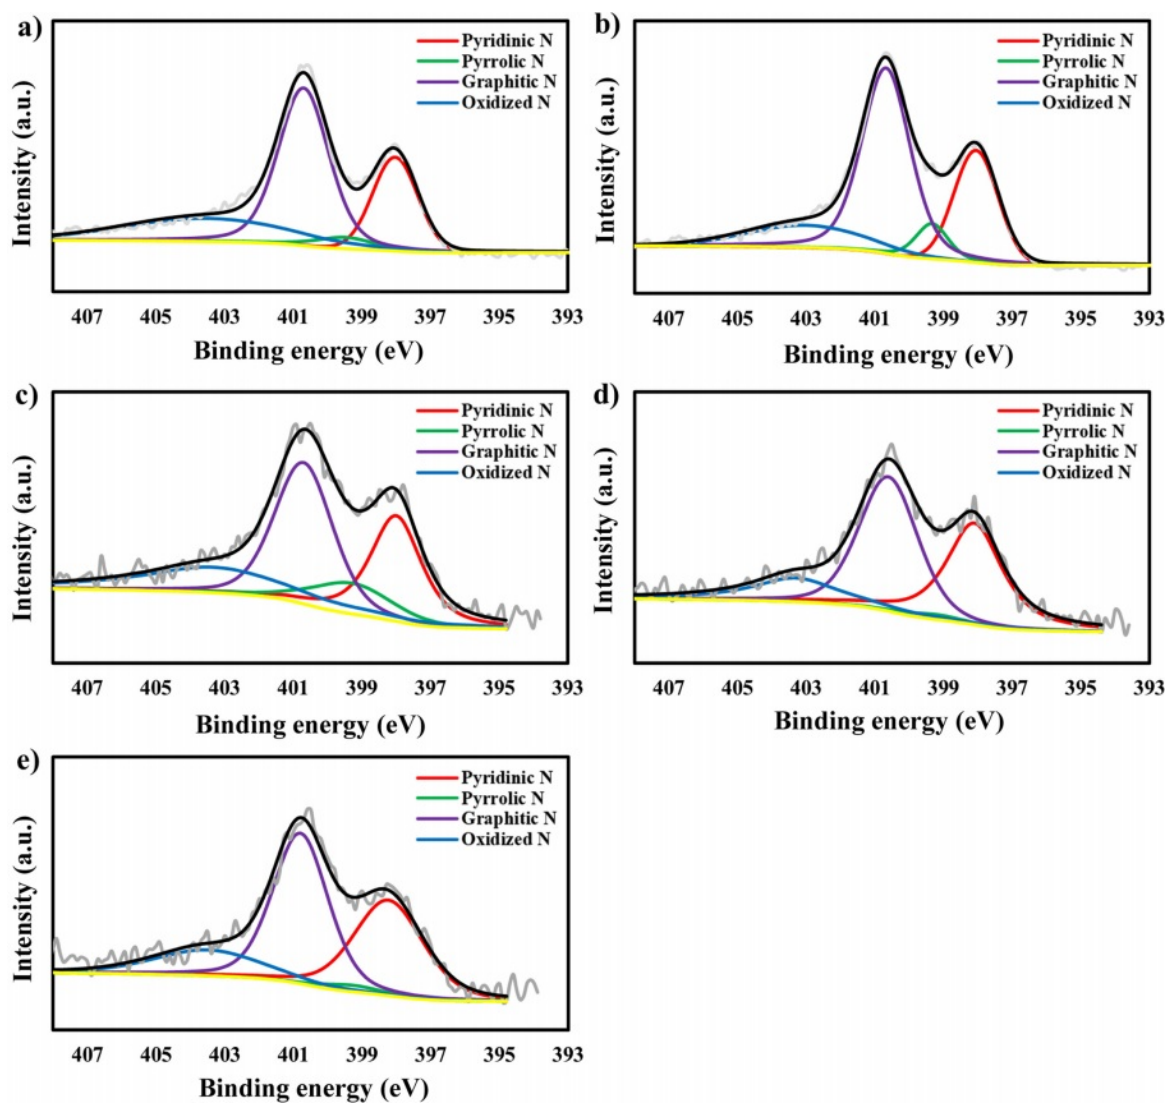 a)
Intensity (a.u.)
Pyridinic N
Pyrrolic N
Graphitic N
Oxidized N
407 405 403 401 399 397 395 393
Binding energy (eV)
b)
Intensity (a.u.)
Pyridinic N
Pyrrolic N
Graphitic N
Oxidized N
407 405 403 401 399 397 395 393
Binding energy (eV)
c)
Intensity (a.u.)
Pyridinic N
Pyrrolic N
Graphitic N
Oxidized N
407 405 403 401 399 397 395 393
Binding energy (eV)
d)
Intensity (a.u.)
Pyridinic N
Pyrrolic N
Graphitic N
Oxidized N
407 405 403 401 399 397 395 393
Binding energy (eV)
e)
Intensity (a.u.)
Pyridinic N
Pyrrolic N
Graphitic N
Oxidized N
407 405 403 401 399 397 395 393
Binding energy (eV)